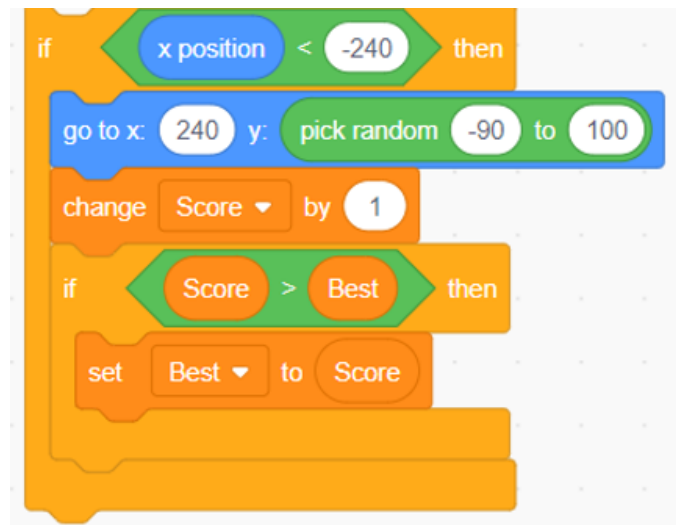 if x position < -240 then
go to x: 240 y: pick random -90 to 100
change Score by 1
if Score > Best then
set Best to Score